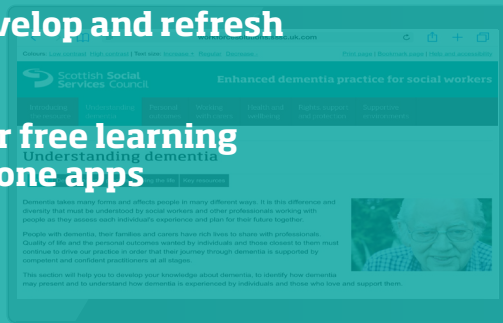 velop and refresh
Print page | Bookmark page | Help and accessibility
Scottish Social
Services Council
Enhanced dementia practice for social workers
r free learning
Understanding dementia
one apps
Dementia takes many forms and affects people in many different ways. It is this difference and
diversity that must be understood by social workers and other professionals working with
people as they assess each individual's experience and plan for their future together.
People with dementia, their families and carers have rich lives to share with professionals.
Quality of life and the personal outcomes wanted by individuals and those closest to them must
continue to drive our practice in order that their journey through dementia is supported by
competent and confident practitioners at all stages.
This section will help you to develop your knowledge about dementia, to identify how dementia
may present and to understand how dementia is experienced by individuals and those who love and support them.